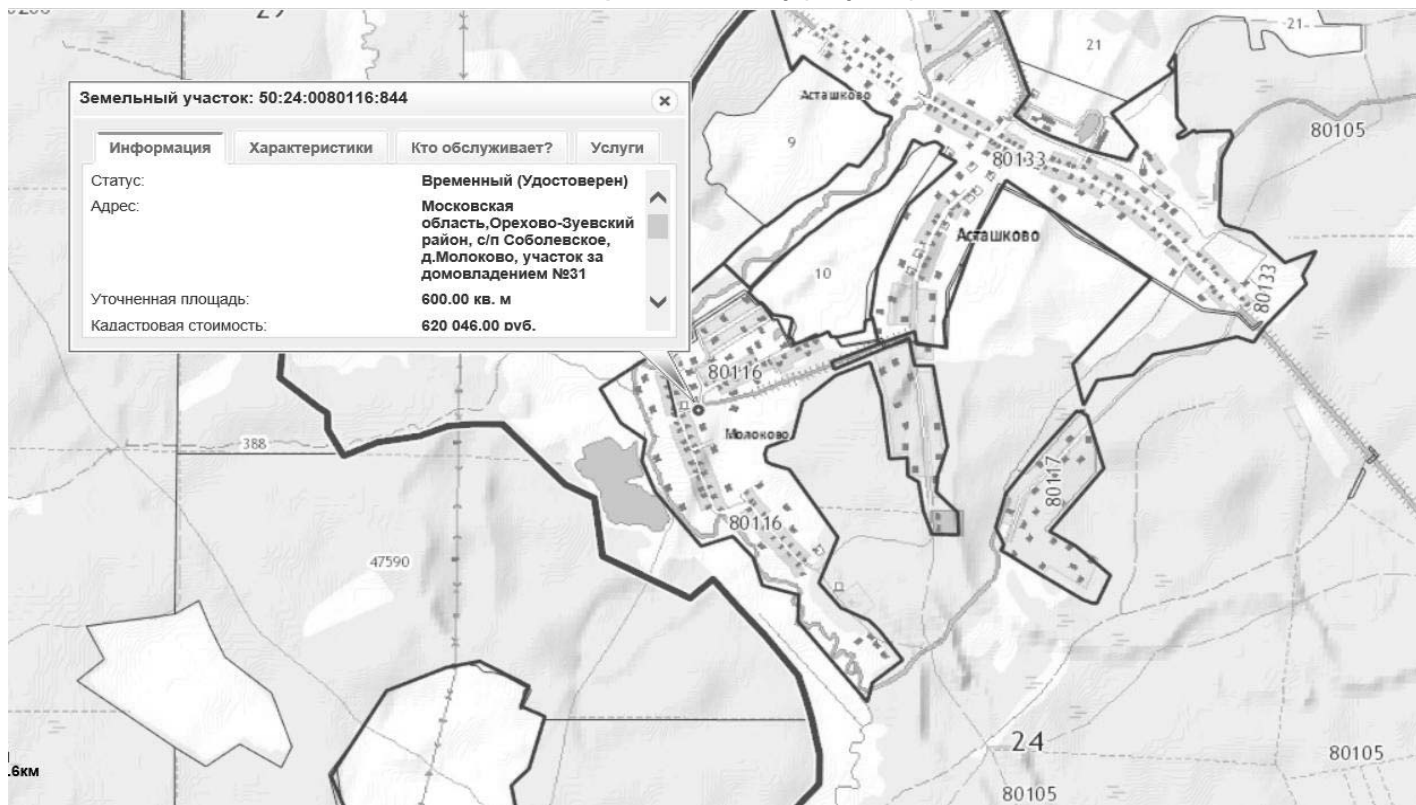 Земельный участок: 50:24:0080116:844
Информация Характеристики Кто обслуживает? Услуги
Статус: Временный (Удостоверен)
Адрес: Московская
область,Орехово-Зуевский
район, с/п Соболевское,
д.Молоково, участок за
домовладением №31
Уточненная площадь: 600.00 кв. м
Кадастровая стоимость: 620 046.00 руб.
21
21
Асташково
9
80105
80133
Асташково
10
80133
80116
Молоково
388
80117
80116
47590
24
80105
.6км
80105